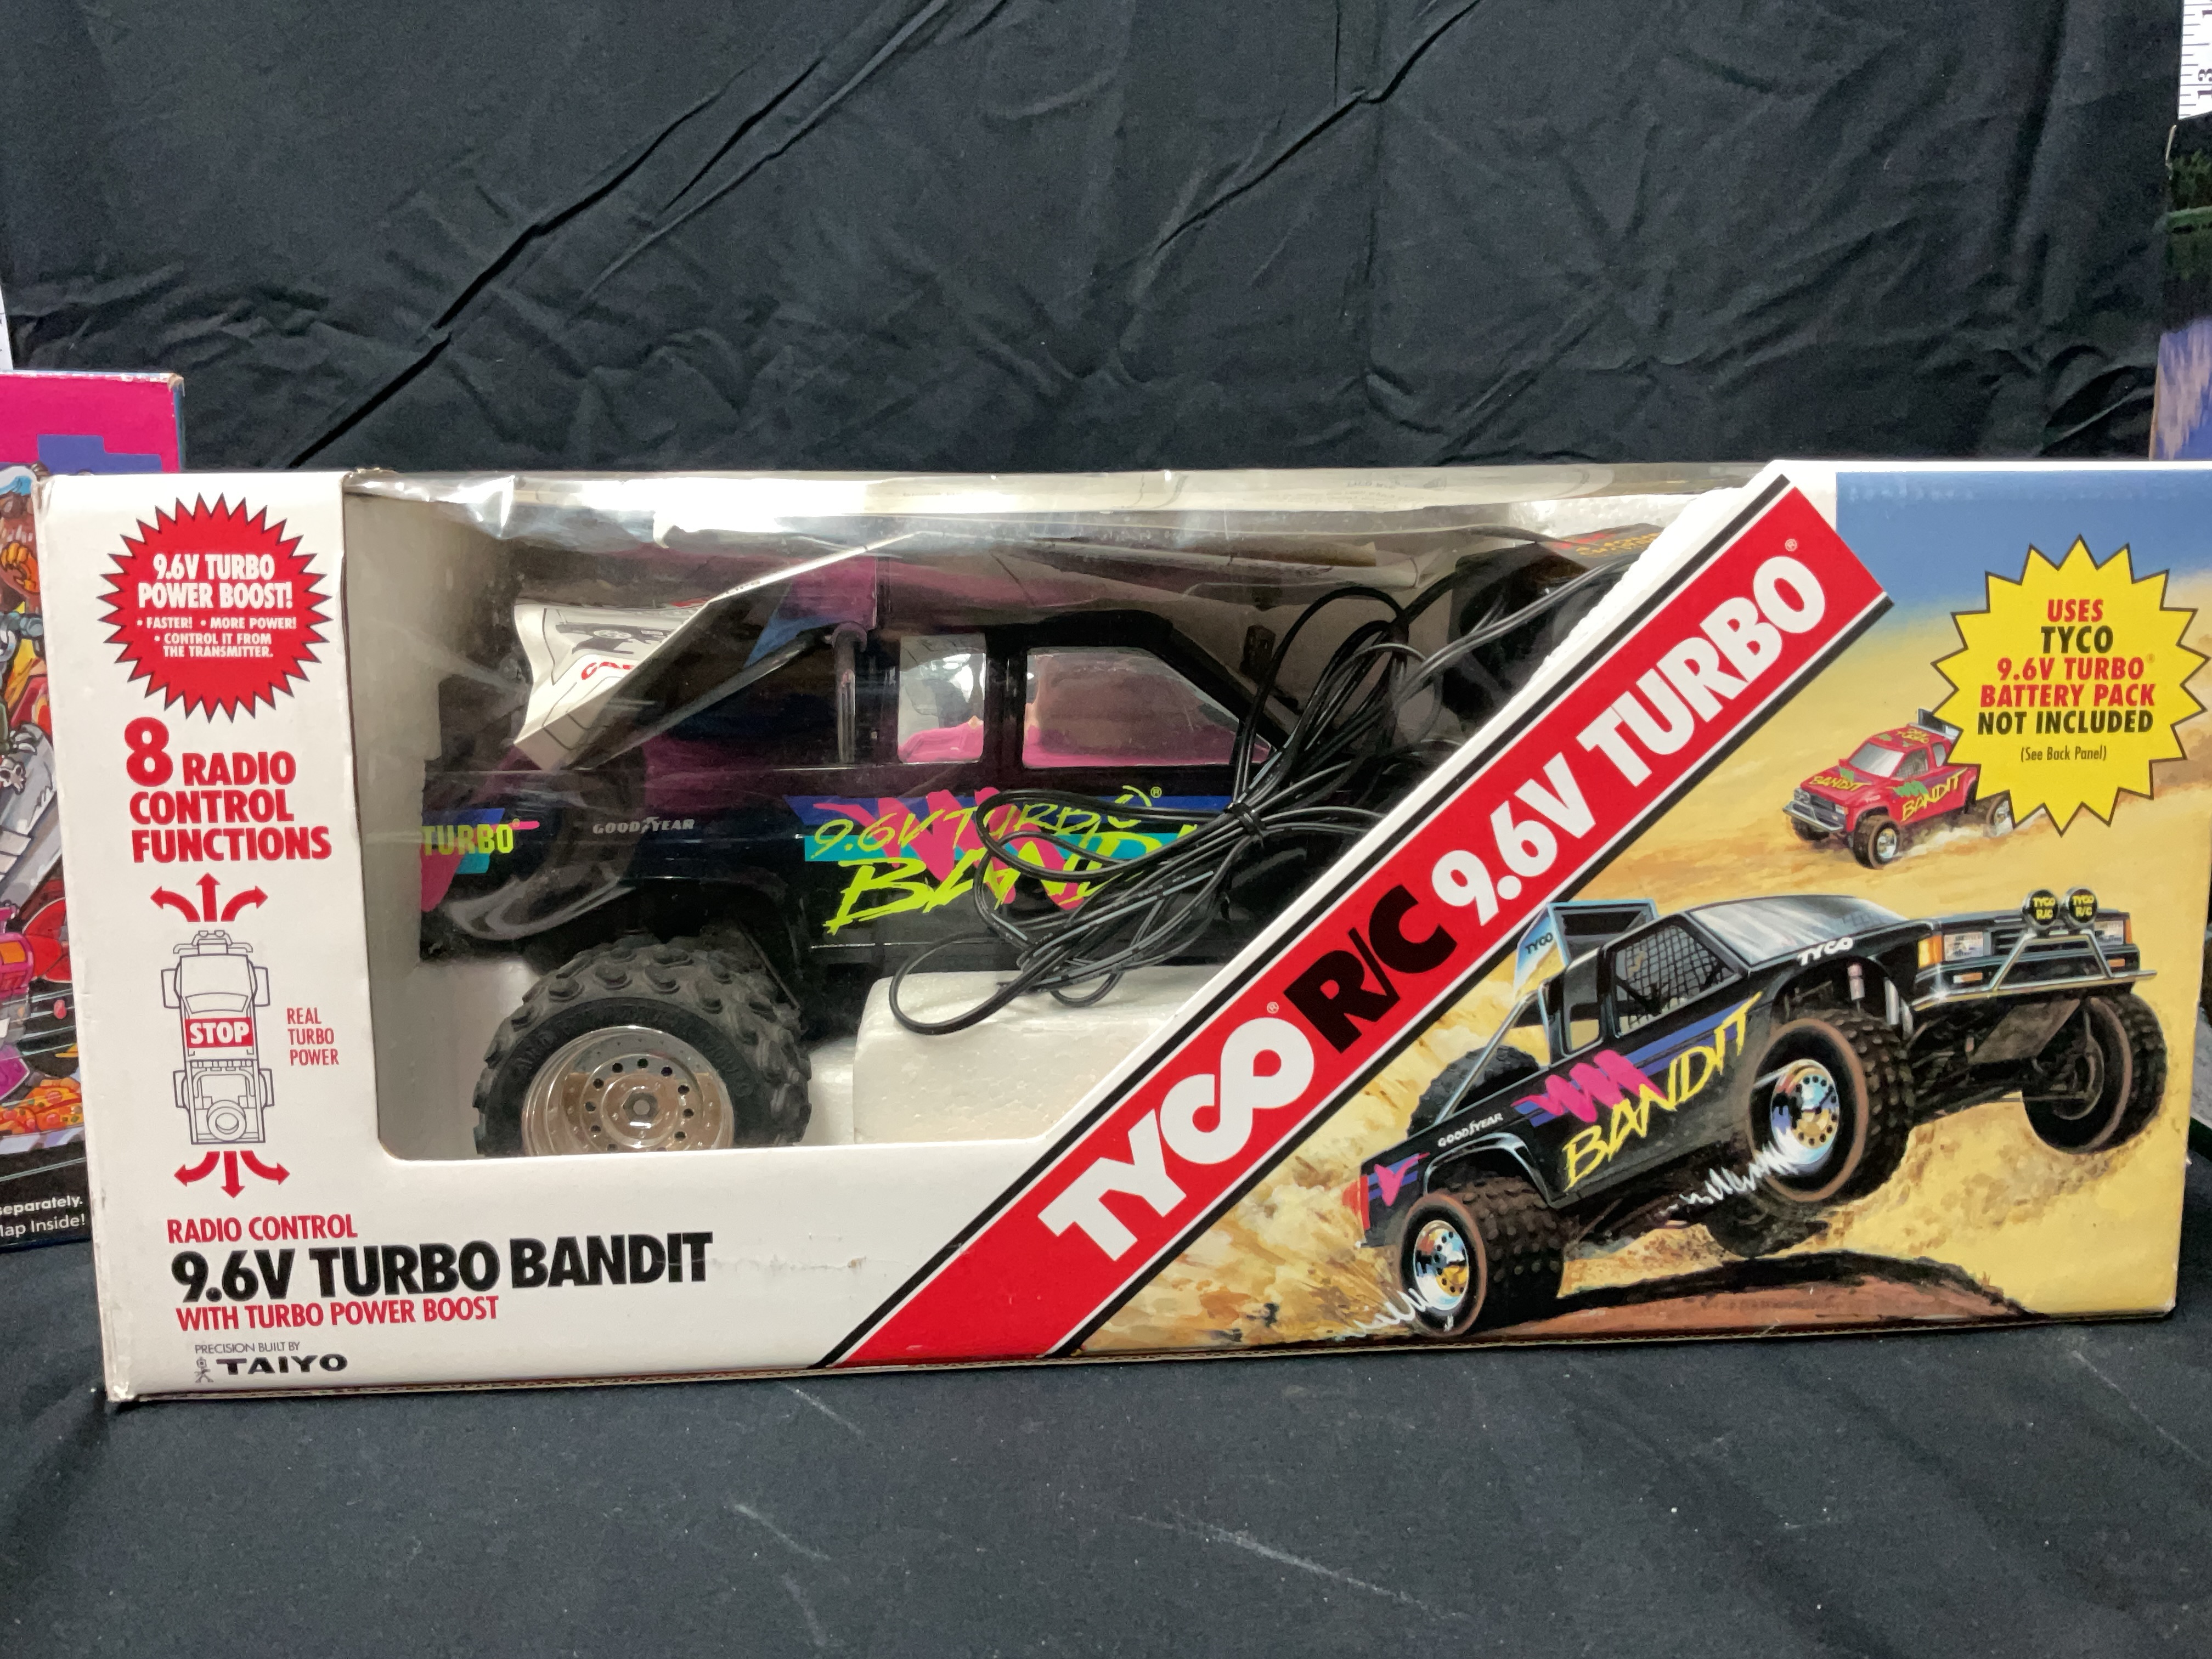 9.6V TURBO
POWER BOOST!
• FASTER! • MORE POWER!
• CONTROL IT FROM
THE TRANSMITTER.
8 RADIO
CONTROL
FUNCTIONS
STOP
REAL
TURBO
POWER
RADIO CONTROL
9.6V TURBO BANDIT
WITH TURBO POWER BOOST
PRECISION BUILT BY
TAIYO
TURBO
GOODYEAR
9.6V TURBO®
BANDIT
TYCO® R/C 9.6V TURBO®
USES
TYCO
9.6V TURBO®
BATTERY PACK
NOT INCLUDED
(See Back Panel)
BANDIT
BANDIT
TYCO
R/C
TYCO
R/C
TYCO
TYCO
GOODYEAR
BANDIT
separately.
Map Inside!
13